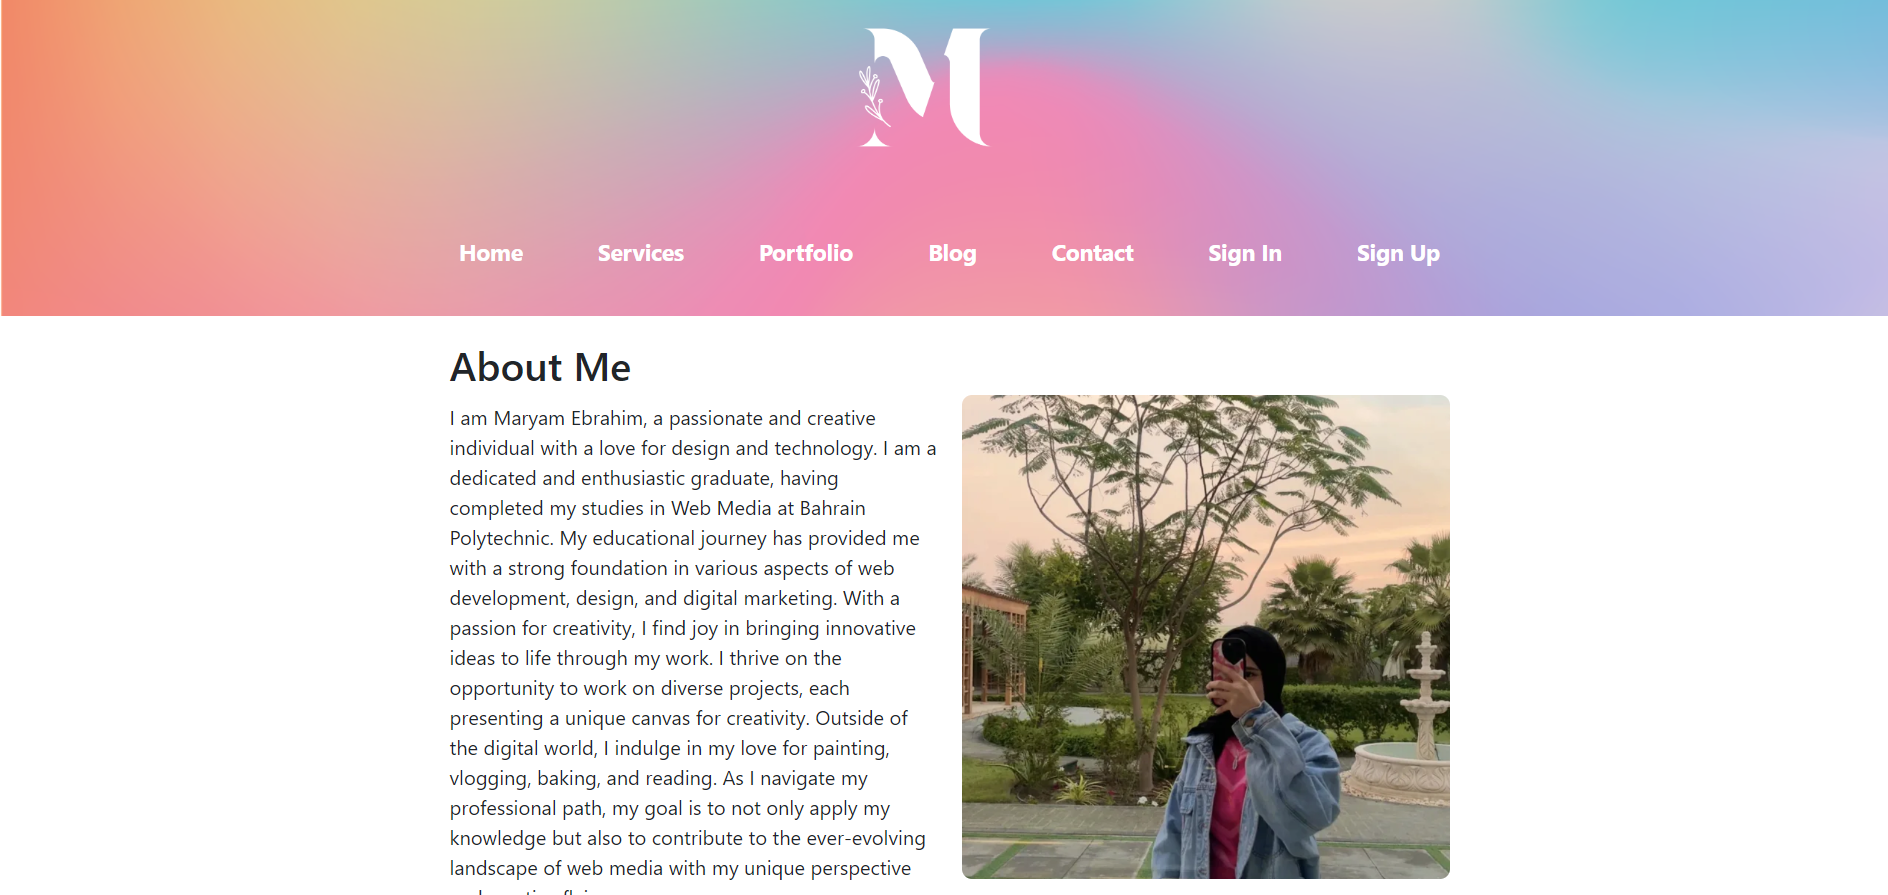 M
Home Services Portfolio Blog Contact Sign In Sign Up
About Me
I am Maryam Ebrahim, a passionate and creative
individual with a love for design and technology. I am a
dedicated and enthusiastic graduate, having
completed my studies in Web Media at Bahrain
Polytechnic. My educational journey has provided me
with a strong foundation in various aspects of web
development, design, and digital marketing. With a
passion for creativity, I find joy in bringing innovative
ideas to life through my work. I thrive on the
opportunity to work on diverse projects, each
presenting a unique canvas for creativity. Outside of
the digital world, I indulge in my love for painting,
vlogging, baking, and reading. As I navigate my
professional path, my goal is to not only apply my
knowledge but also to contribute to the ever-evolving
landscape of web media with my unique perspective